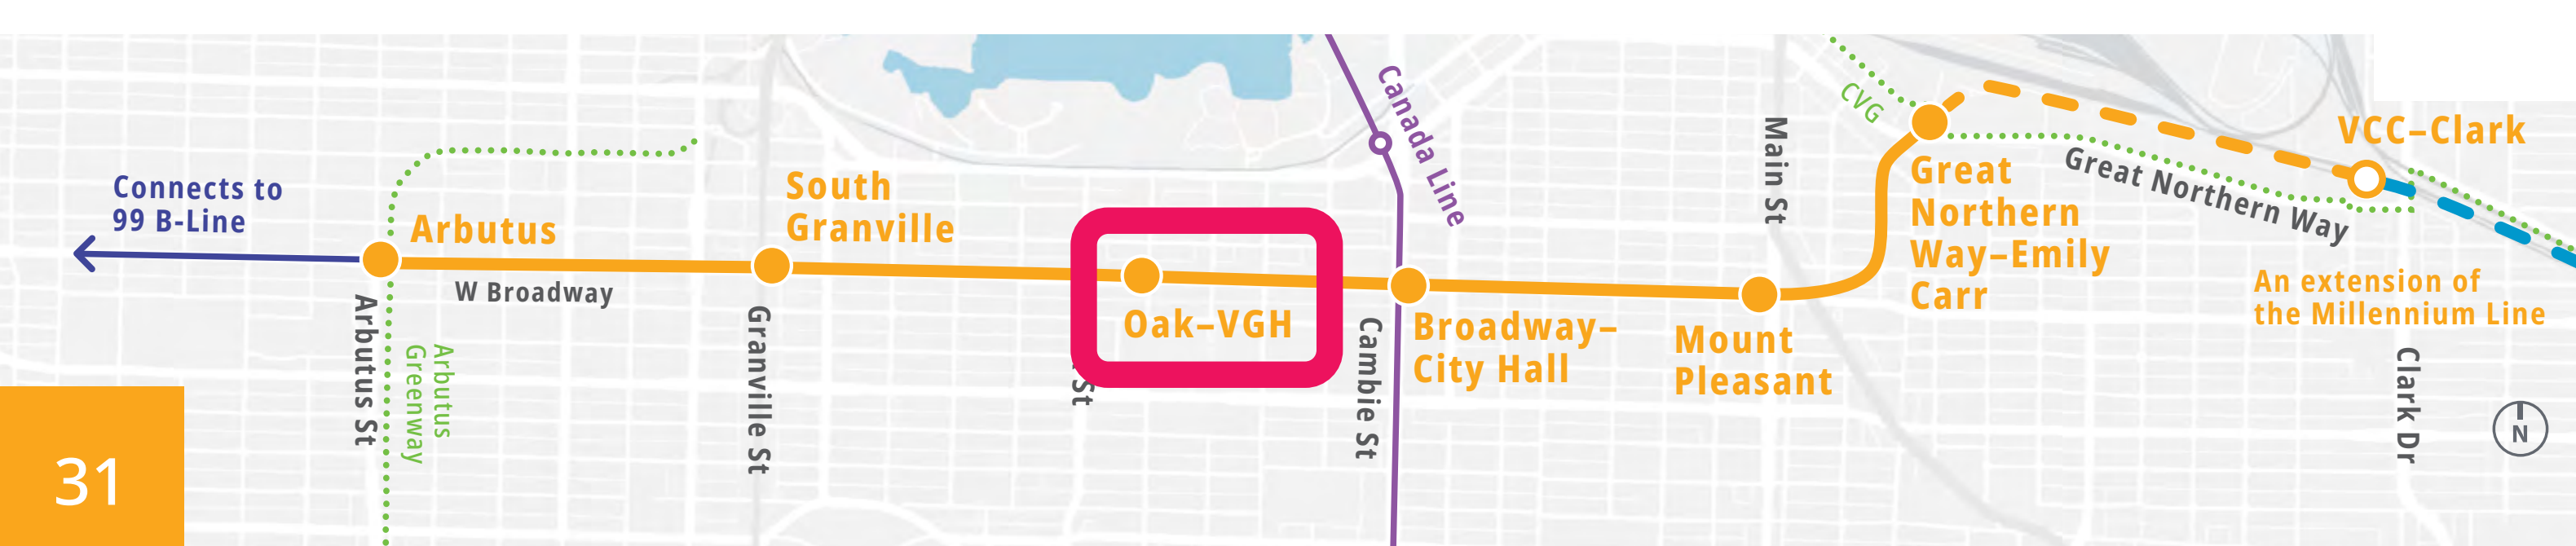 Connects to
99 B-Line
Arbutus
W Broadway
Arbutus St
Arbutus
Greenway
South
Granville
Granville St
Oak–VGH
St
Canada Line
Cambie St
Broadway–
City Hall
Main St
Mount
Pleasant
CVG
Great
Northern
Way–Emily
Carr
Great Northern Way
VCC–Clark
An extension of
the Millennium Line
Clark Dr
N
31